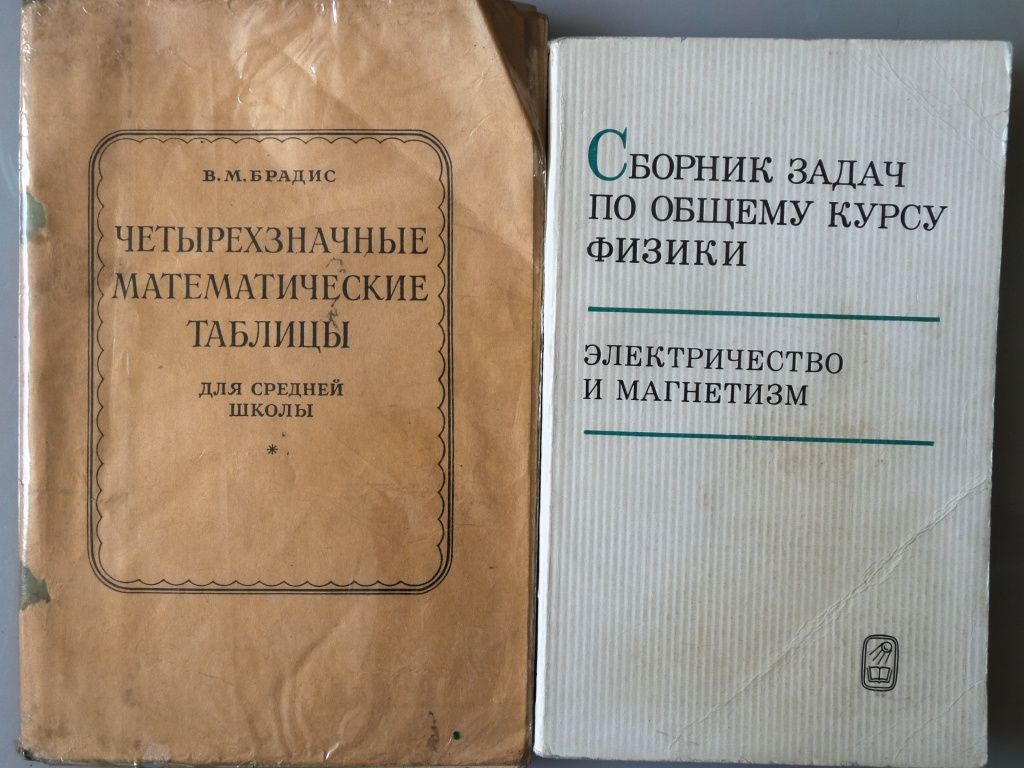 В. М. БРАДИС
ЧЕТЫРЕХЗНАЧНЫЕ
МАТЕМАТИЧЕСКИЕ
ТАБЛИЦЫ
ДЛЯ СРЕДНЕЙ
ШКОЛЫ
*
СБОРНИК ЗАДАЧ
ПО ОБЩЕМУ КУРСУ
ФИЗИКИ
ЭЛЕКТРИЧЕСТВО
И МАГНЕТИЗМ